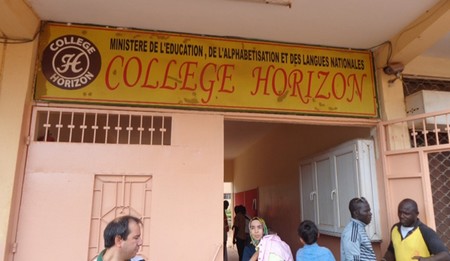 COLLEGE
H
HORIZON
MINISTERE DE L'EDUCATION, DE L'ALPHABETISATION ET DES LANGUES NATIONALES
COLLEGE HORIZON